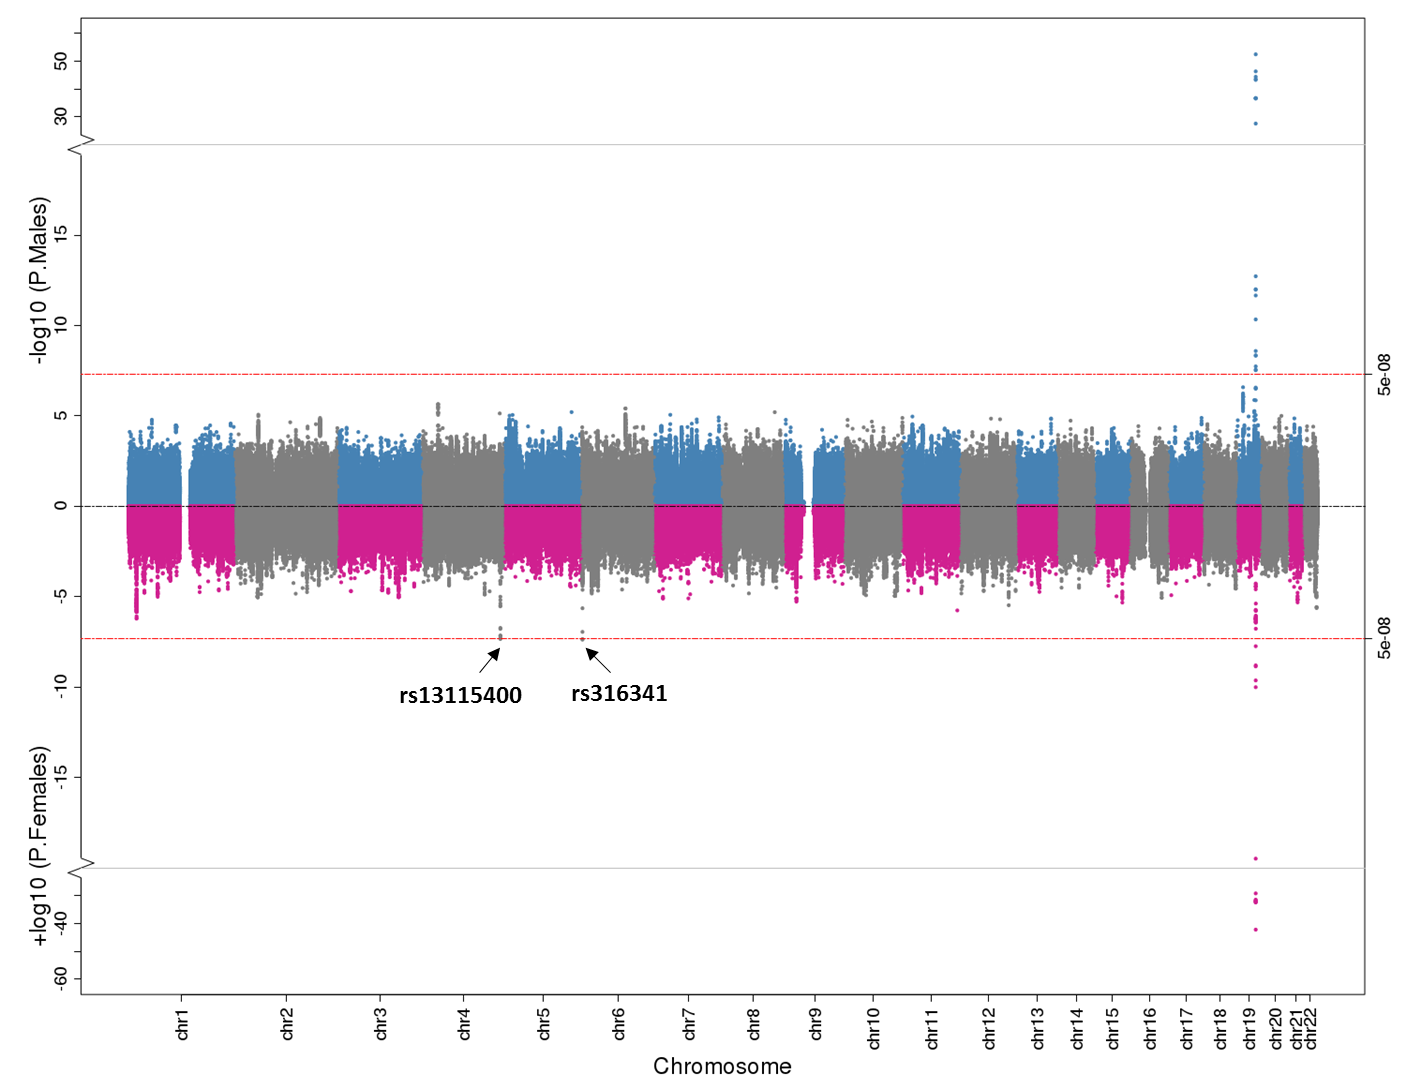 50
30
-log10 (P.Males)
15
10
5
0
-5
-10
-15
5e-08
5e-08
rs13115400 rs316341
+log10 (P.Females)
-40
-60
chr1 chr2 chr3 chr4 chr5 chr6 chr7 chr8 chr9 chr10 chr11 chr12 chr13 chr14 chr15 chr16 chr17 chr18 chr19 chr20 chr21 chr22
Chromosome